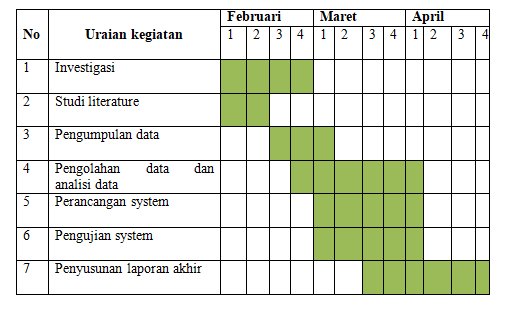 No Uraian kegiatan Februari Maret April
1 2 3 4 1 2 3 4 1 2 3 4
1 Investigasi
2 Studi literature
3 Pengumpulan data
4 Pengolahan data dan
analisi data
5 Perancangan system
6 Pengujian system
7 Penyusunan laporan akhir